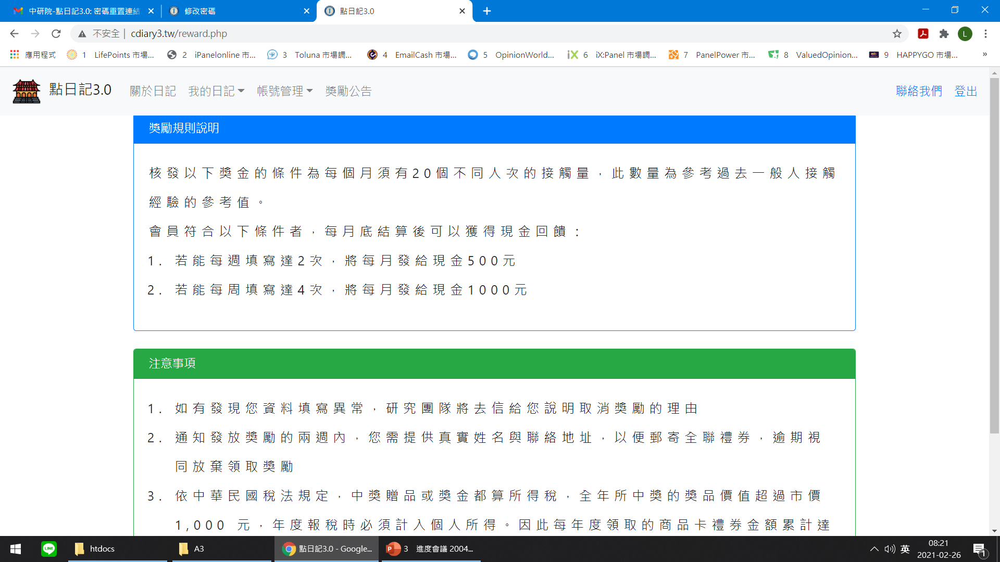 中研院-點日記3.0: 密碼重置連結
修改密碼
點日記3.0
不安全 | cdiary3.tw/reward.php
L
應用程式
1 LifePoints 市場...
2 iPanelonline 市...
3 Toluna 市場調...
4 EmailCash 市場...
5 OpinionWorld...
6 iX:Panel 市場調...
7 PanelPower 市...
8 ValuedOpinion...
9 HAPPYGO 市場...
»
點日記3.0
關於日記
我的日記
帳號管理
獎勵公告
聯絡我們
登出
獎勵規則說明
核發以下獎金的條件為每個月須有20個不同人次的接觸量，此數量為參考過去一般人接觸
經驗的參考值。
會員符合以下條件者，每月底結算後可以獲得現金回饋：
1. 若能每週填寫達2次，將每月發給現金500元
2. 若能每周填寫達4次，將每月發給現金1000元
注意事項
1. 如有發現您資料填寫異常，研究團隊將去信給您說明取消獎勵的理由
2. 通知發放獎勵的兩週內，您需提供真實姓名與聯絡地址，以便郵寄全聯禮券，逾期視
同放棄領取獎勵
3. 依中華民國稅法規定，中獎贈品或獎金都算所得稅，全年所中獎的獎品價值超過市價
1,000 元，年度報稅時必須計入個人所得。因此每年度領取的商品卡禮券金額累計達
LINE
htdocs
A3
點日記3.0 - Google...
3 進度會議 2004...
英
08:21
2021-02-26
1